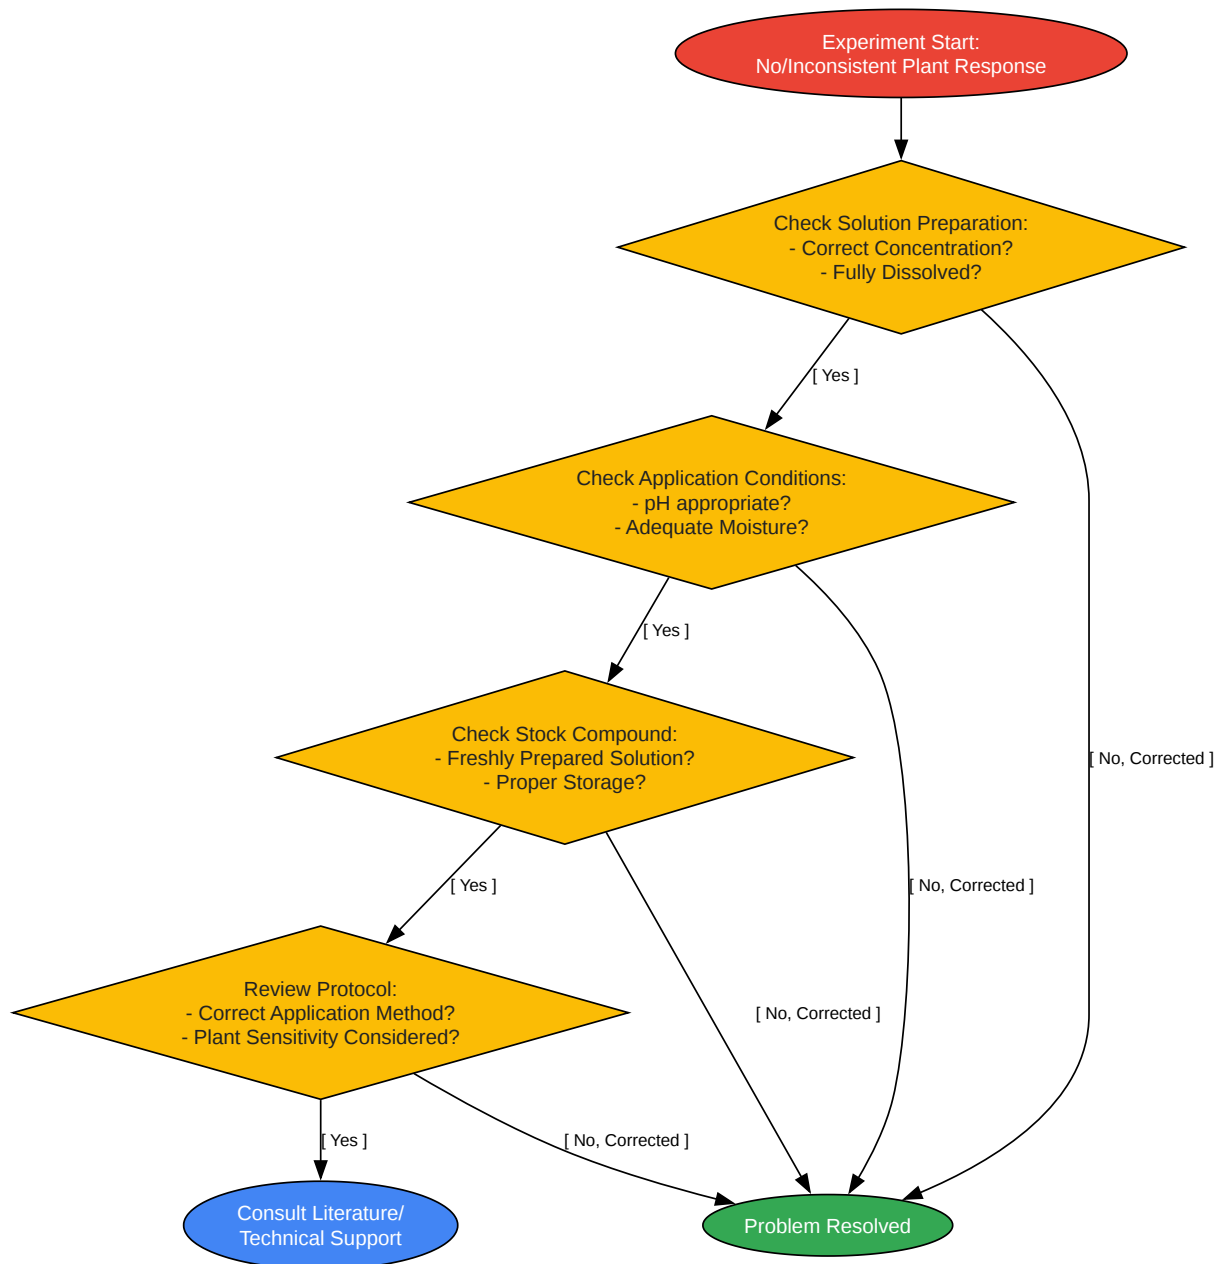 Experiment Start:
No/Inconsistent Plant Response
Check Solution Preparation:
- Correct Concentration?
- Fully Dissolved?
[ Yes ]
Check Application Conditions:
- pH appropriate?
- Adequate Moisture?
[ Yes ]
Check Stock Compound:
- Freshly Prepared Solution?
- Proper Storage?
[ No, Corrected ]
[ Yes ]
[ No, Corrected ]
Review Protocol:
- Correct Application Method?
- Plant Sensitivity Considered?
[ No, Corrected ]
[ Yes ]
[ No, Corrected ]
Consult Literature/
Technical Support
Problem Resolved